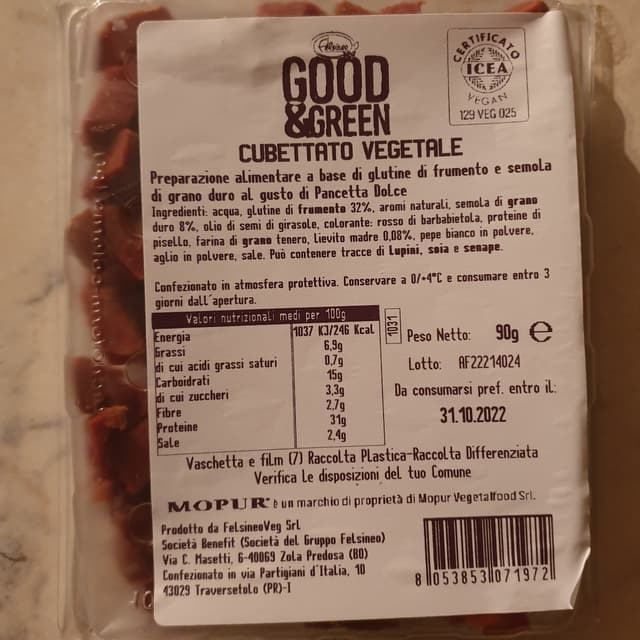 Felsineo
GOOD
&GREEN
CERTIFICATO
ICEA
VEGAN
129 VEG 025
CUBETTATO VEGETALE
Preparazione alimentare a base di glutine di frumento e semola
di grano duro al gusto di Pancetta Dolce
Ingredienti: acqua, glutine di frumento 32%, aromi naturali, semola di grano
duro 8%, olio di semi di girasole, colorante: rosso di barbabietola, proteine di
pisello, farina di grano tenero, Lievito madre 0,08%, pepe bianco in polvere,
aglio in polvere, sale. Può contenere tracce di Lupini, soia e senape.
Confezionato in atmosfera protettiva. Conservare a 0/+4°C e consumare entro 3
giorni dall'apertura.
Valori nutrizionali medi per 100g
Energia 1037 KJ/246 Kcal
Grassi 6,9g
di cui acidi grassi saturi 0,7g
Carboidrati 15g
di cui zuccheri 3,3g
Fibre 2,7g
Proteine 31g
Sale 2,4g
1031
Peso Netto: 90g e
Lotto: AF22214024
Da consumarsi pref. entro il:
31.10.2022
Vaschetta e film (7) Raccolta Plastica-Raccolta Differenziata
Verifica le disposizioni del tuo Comune
MOPUR® è un marchio di proprietà di Mopur Vegetalfood Srl.
Prodotto da FelsineoVeg Srl
Società Benefit (Società del Gruppo Felsineo)
Via C. Masetti, 6-40069 Zola Predosa (BO)
Confezionato in via Partigiani d'Italia, 10
43029 Traversetolo (PR)-I
8 053853 071972